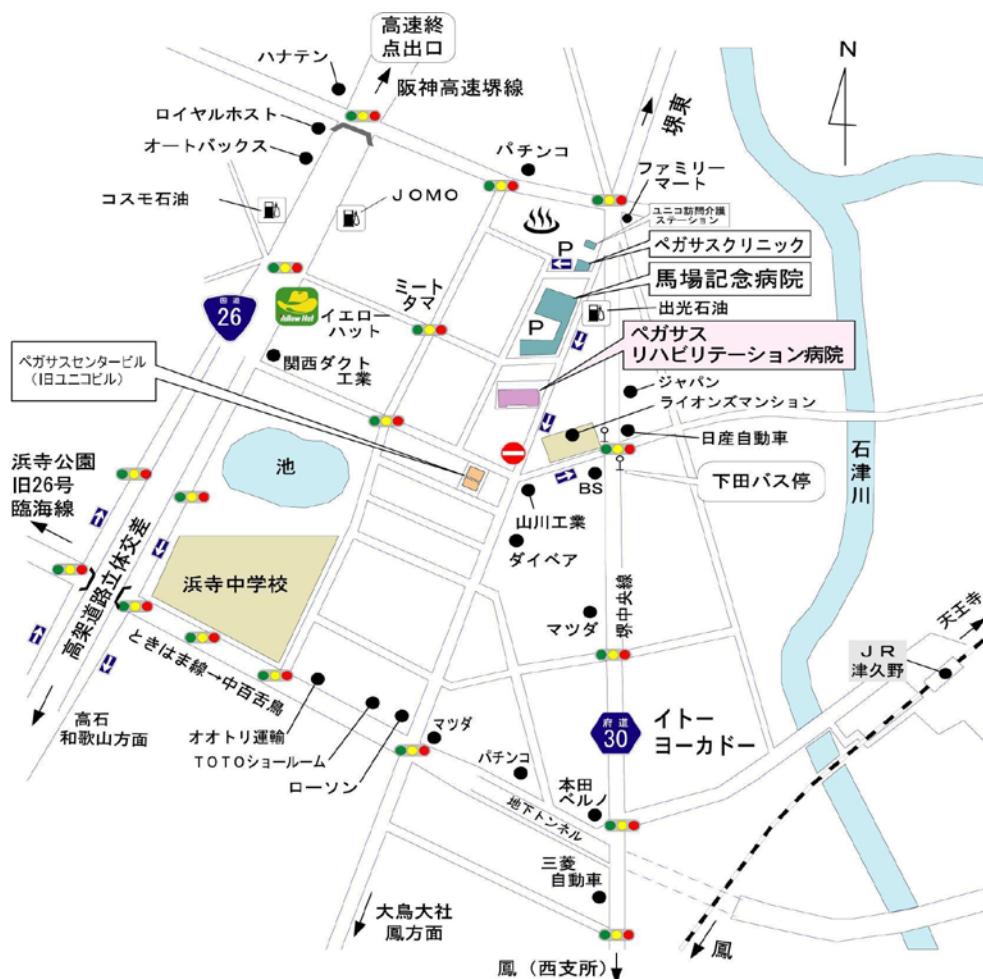 高速終
点出口
ハナテン
阪神高速堺線
N
ロイヤルホスト
オートバックス
パチンコ
堺東
ファミリー
マート
コスモ石油
JOMO
ユニコ訪問介護
ステーション
P
ペガサスクリニック
馬場記念病院
国道
26
Yellow Hat
イエロー
ハット
ミート
タマ
P
出光石油
ペガサス
リハビリテーション病院
ペガサスセンタービル
(旧ユニコビル)
関西ダクト
工業
ジャパン
ライオンズマンション
日産自動車
池
浜寺公園
旧26号
臨海線
BS
下田バス停
石津川
山川工業
ダイベア
高架道路立体交差
浜寺中学校
堺中央線
マツダ
天王寺
JR
津久野
ときはま線→中百舌鳥
高石
和歌山方面
オオトリ運輸
TOTOショールーム
ローソン
マツダ
府道
30
イトー
ヨーカドー
パチンコ
本田
ベルノ
地下トンネル
三菱
自動車
大鳥大社
鳳方面
鳳
鳳(西支所)